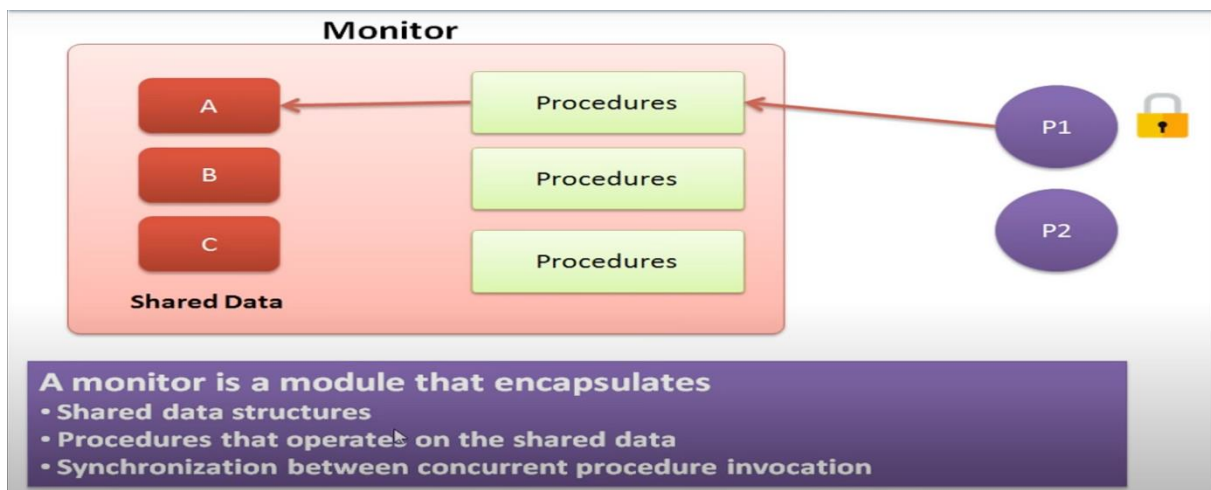 Monitor
A
Procedures
P1
B
Procedures
P2
C
Procedures
Shared Data
A monitor is a module that encapsulates
• Shared data structures
• Procedures that operates on the shared data
• Synchronization between concurrent procedure invocation